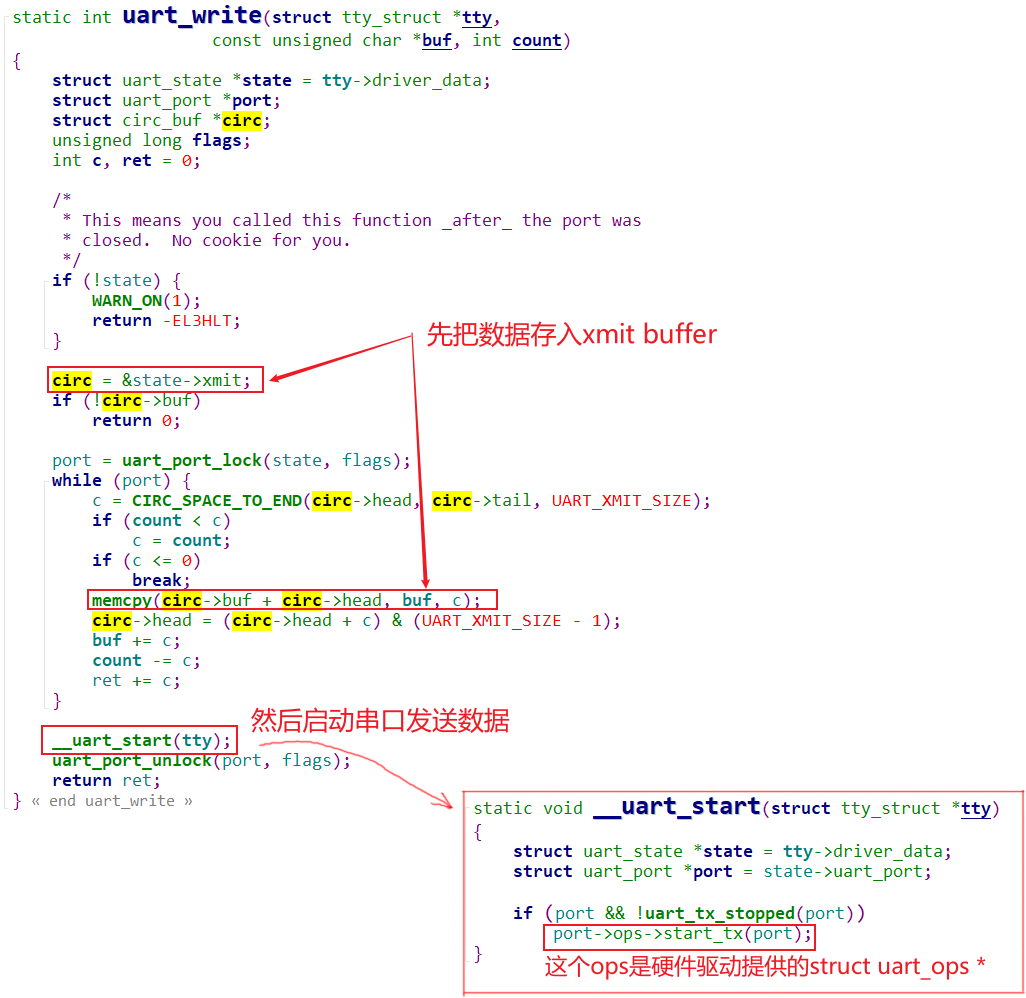 static int uart_write(struct tty_struct *tty,
const unsigned char *buf, int count)
{
struct uart_state *state = tty->driver_data;
struct uart_port *port;
struct circ_buf *circ;
unsigned long flags;
int c, ret = 0;
/*
* This means you called this function _after_ the port was
* closed.  No cookie for you.
*/
if (!state) {
WARN_ON(1);
return -EL3HLT;
}
先把数据存入xmit buffer
circ = &state->xmit;
if (!circ->buf)
return 0;
port = uart_port_lock(state, flags);
while (port) {
c = CIRC_SPACE_TO_END(circ->head, circ->tail, UART_XMIT_SIZE);
if (count < c)
c = count;
if (c <= 0)
break;
memcpy(circ->buf + circ->head, buf, c);
circ->head = (circ->head + c) & (UART_XMIT_SIZE - 1);
buf += c;
count -= c;
ret += c;
}
然后启动串口发送数据
__uart_start(tty);
uart_port_unlock(port, flags);
return ret;
} « end uart_write »
static void __uart_start(struct tty_struct *tty)
{
struct uart_state *state = tty->driver_data;
struct uart_port *port = state->uart_port;
if (port && !uart_tx_stopped(port))
port->ops->start_tx(port);
}
这个ops是硬件驱动提供的struct uart_ops *